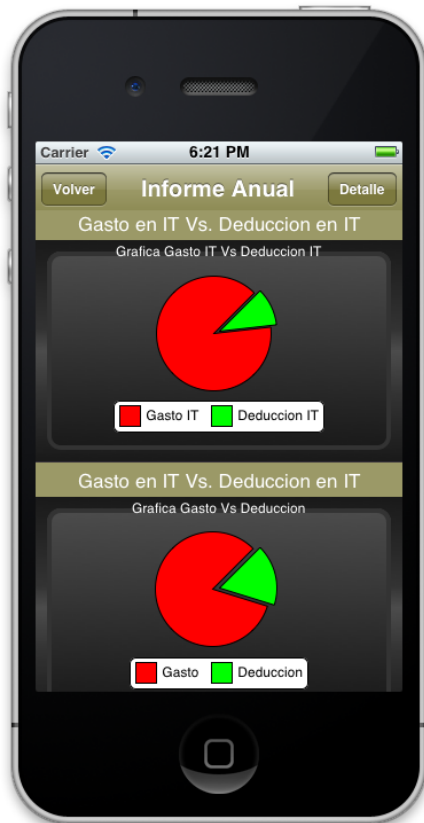 Carrier 6:21 PM
Volver Informe Anual Detalle
Gasto en IT Vs. Deduccion en IT
Grafica Gasto IT Vs Deduccion IT
Gasto IT Deduccion IT
Gasto en IT Vs. Deduccion en IT
Grafica Gasto Vs Deduccion
Gasto Deduccion